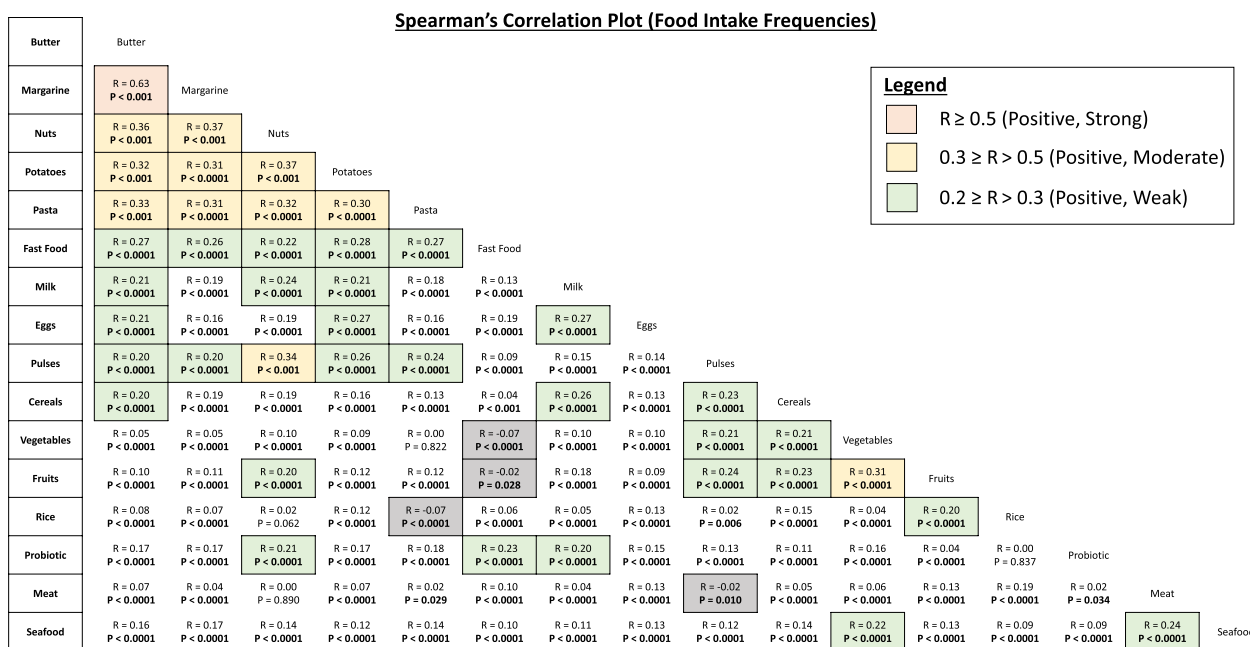 Spearman's Correlation Plot (Food Intake Frequencies)
Butter Butter
Legend
R ≥ 0.5 (Positive, Strong)
0.3 ≥ R > 0.5 (Positive, Moderate)
0.2 ≥ R > 0.3 (Positive, Weak)
R = 0.63
Margarine Margarine
P < 0.001
R = 0.36 R = 0.37
Nuts Nuts
P < 0.001 P < 0.001
R = 0.32 R = 0.31 R = 0.37
Potatoes Potatoes
P < 0.001 P < 0.0001 P < 0.001
R = 0.33 R = 0.31 R = 0.32 R = 0.30
Pasta Pasta
P < 0.001 P < 0.0001 P < 0.0001 P < 0.0001
R = 0.27 R = 0.26 R = 0.22 R = 0.28 R = 0.27
Fast Food Fast Food
P < 0.0001 P < 0.0001 P < 0.0001 P < 0.0001 P < 0.0001
R = 0.21 R = 0.19 R = 0.24 R = 0.21 R = 0.18 R = 0.13
Milk Milk
P < 0.0001 P < 0.0001 P < 0.0001 P < 0.0001 P < 0.0001 P < 0.0001
R = 0.21 R = 0.16 R = 0.19 R = 0.27 R = 0.16 R = 0.19 R = 0.27
Eggs Eggs
P < 0.0001 P < 0.0001 P < 0.0001 P < 0.0001 P < 0.0001 P < 0.0001 P < 0.0001
R = 0.20 R = 0.20 R = 0.34 R = 0.26 R = 0.24 R = 0.09 R = 0.15 R = 0.14
Pulses Pulses
P < 0.0001 P < 0.0001 P < 0.001 P < 0.0001 P < 0.0001 P < 0.0001 P < 0.0001 P < 0.0001
R = 0.20 R = 0.19 R = 0.19 R = 0.16 R = 0.13 R = 0.04 R = 0.26 R = 0.13 R = 0.23
Cereals Cereals
P < 0.0001 P < 0.0001 P < 0.0001 P < 0.0001 P < 0.0001 P < 0.001 P < 0.0001 P < 0.0001 P < 0.0001
R = 0.05 R = 0.05 R = 0.10 R = 0.09 R = 0.00 R = -0.07 R = 0.10 R = 0.10 R = 0.21 R = 0.21
Vegetables Vegetables
P < 0.0001 P < 0.0001 P < 0.0001 P < 0.0001 P = 0.822 P < 0.0001 P < 0.0001 P < 0.0001 P < 0.0001 P < 0.0001
R = 0.10 R = 0.11 R = 0.20 R = 0.12 R = 0.12 R = -0.02 R = 0.18 R = 0.09 R = 0.24 R = 0.23 R = 0.31
Fruits Fruits
P < 0.0001 P < 0.0001 P < 0.0001 P < 0.0001 P < 0.0001 P = 0.028 P < 0.0001 P < 0.0001 P < 0.0001 P < 0.0001 P < 0.0001
R = 0.08 R = 0.07 R = 0.02 R = 0.12 R = -0.07 R = 0.06 R = 0.05 R = 0.13 R = 0.02 R = 0.15 R = 0.04 R = 0.20
Rice Rice
P < 0.0001 P < 0.0001 P = 0.062 P < 0.0001 P < 0.0001 P < 0.0001 P < 0.0001 P < 0.0001 P = 0.006 P < 0.0001 P < 0.0001 P < 0.0001
R = 0.17 R = 0.17 R = 0.21 R = 0.17 R = 0.18 R = 0.23 R = 0.20 R = 0.15 R = 0.13 R = 0.11 R = 0.16 R = 0.04 R = 0.00
Probiotic Probiotic
P < 0.0001 P < 0.0001 P < 0.0001 P < 0.0001 P < 0.0001 P < 0.0001 P < 0.0001 P < 0.0001 P < 0.0001 P < 0.0001 P < 0.0001 P < 0.0001 P = 0.837
R = 0.07 R = 0.04 R = 0.00 R = 0.07 R = 0.02 R = 0.10 R = 0.04 R = 0.13 R = -0.02 R = 0.05 R = 0.06 R = 0.13 R = 0.19 R = 0.02
Meat Meat
P < 0.0001 P < 0.0001 P = 0.890 P < 0.0001 P = 0.029 P < 0.0001 P < 0.0001 P < 0.0001 P = 0.010 P < 0.0001 P < 0.0001 P < 0.0001 P < 0.0001 P = 0.034
R = 0.16 R = 0.17 R = 0.14 R = 0.12 R = 0.14 R = 0.10 R = 0.11 R = 0.13 R = 0.12 R = 0.14 R = 0.22 R = 0.13 R = 0.09 R = 0.09 R = 0.24
Seafood Seafood
P < 0.0001 P < 0.0001 P < 0.0001 P < 0.0001 P < 0.0001 P < 0.0001 P < 0.0001 P < 0.0001 P < 0.0001 P < 0.0001 P < 0.0001 P < 0.0001 P < 0.0001 P < 0.0001 P < 0.0001